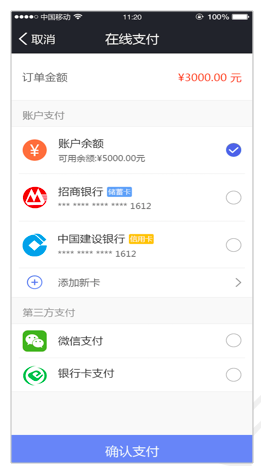 中国移动 11:20 100%
取消 在线支付
订单金额 ¥3000.00 元
账户支付
账户余额
可用余额:¥5000.00元
招商银行 储蓄卡
*** **** **** **** 1612
中国建设银行 信用卡
**** **** **** 1612
添加新卡
第三方支付
微信支付
银行卡支付
确认支付